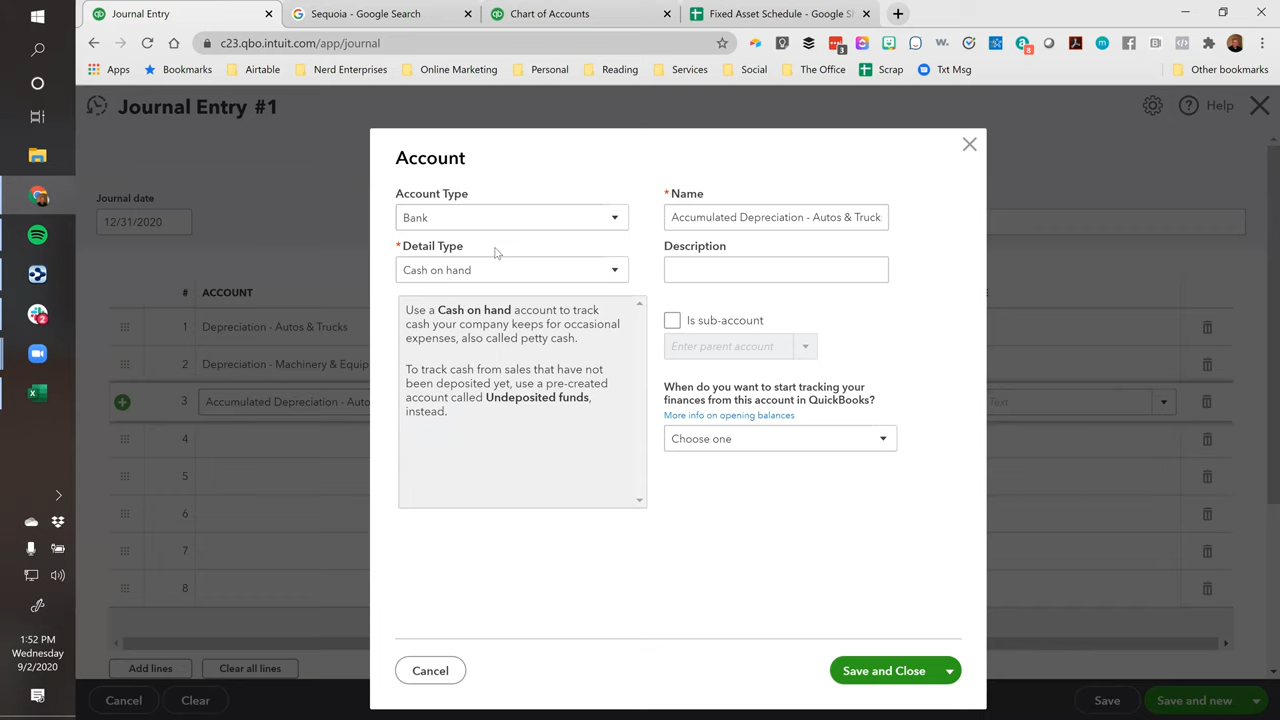 Journal Entry
Sequoia - Google Search
Chart of Accounts
Fixed Asset Schedule - Google Sh
c23.qbo.intuit.com/app/journal
3
8
Apps
Bookmarks
Airtable
Nerd Enterprises
Online Marketing
Personal
Reading
Services
Social
The Office
Scrap
Txt Msg
Other bookmarks
Journal Entry #1
Help
Journal date
12/31/2020
# ACCOUNT
1 Depreciation - Autos & Trucks
2 Depreciation - Machinery & Equip
3 Accumulated Depreciation - Auto
Text
4
5
6
7
8
Add lines
Clear all lines
Cancel
Clear
Save
Save and new
Account
Account Type
Bank
* Detail Type
Cash on hand
Use a Cash on hand account to track
cash your company keeps for occasional
expenses, also called petty cash.
To track cash from sales that have not
been deposited yet, use a pre-created
account called Undeposited funds,
instead.
* Name
Accumulated Depreciation - Autos & Truck
Description
Is sub-account
Enter parent account
When do you want to start tracking your
finances from this account in QuickBooks?
More info on opening balances
Choose one
Cancel
Save and Close
2
1:52 PM
Wednesday
9/2/2020